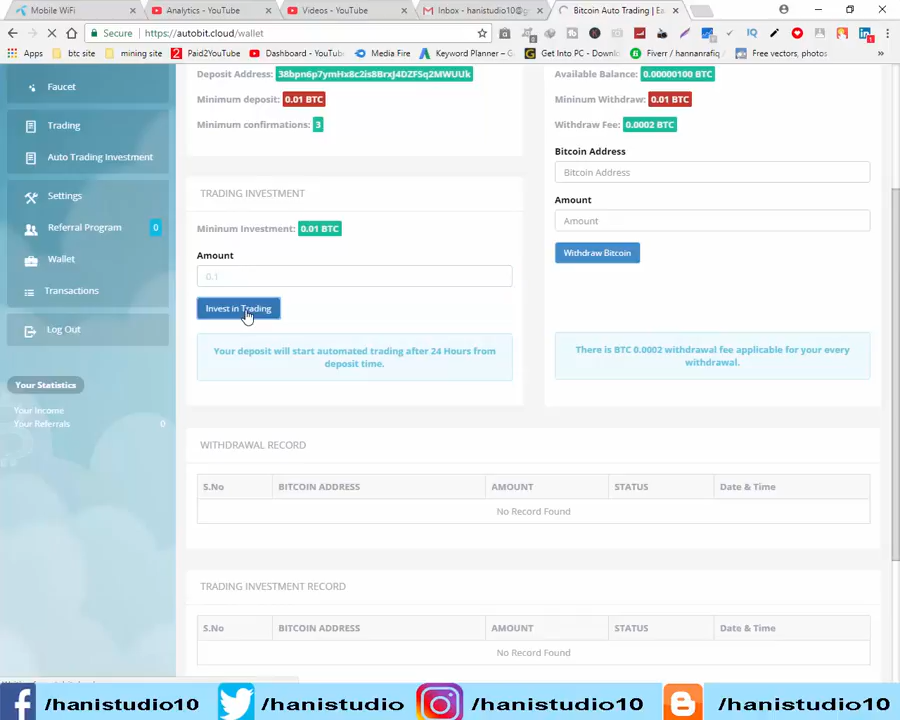 Mobile WiFi
Analytics - YouTube
Videos - YouTube
Inbox - hanistudio10@g
Bitcoin Auto Trading | Ea
Secure
https://autobit.cloud/wallet
Apps
btc site
mining site
Paid2YouTube
Dashboard - YouTu
Media Fire
Keyword Planner – G
Get Into PC - Downl
Fiverr / hannanrafiq
Free vectors, photos
Faucet
Trading
Auto Trading Investment
Settings
Referral Program 0
Wallet
Transactions
Log Out
Your Statistics
Your Income
Your Referrals 0
Deposit Address: 38bpn6p7ymHx8c2is8BrxJ4DZFSq2MWUUk
Minimum deposit: 0.01 BTC
Minimum confirmations: 3
TRADING INVESTMENT
Mininum Investment: 0.01 BTC
Amount
0.1
Invest in Trading
Your deposit will start automated trading after 24 Hours from
deposit time.
Available Balance: 0.00000100 BTC
Mininum Withdraw: 0.01 BTC
Withdraw Fee: 0.0002 BTC
Bitcoin Address
Bitcoin Address
Amount
Amount
Withdraw Bitcoin
There is BTC 0.0002 withdrawal fee applicable for your every
withdrawal.
WITHDRAWAL RECORD
S.No BITCOIN ADDRESS AMOUNT STATUS Date & Time
No Record Found
TRADING INVESTMENT RECORD
S.No BITCOIN ADDRESS AMOUNT STATUS Date & Time
No Record Found
/hanistudio10 /hanistudio /hanistudio10 /hanistudio10